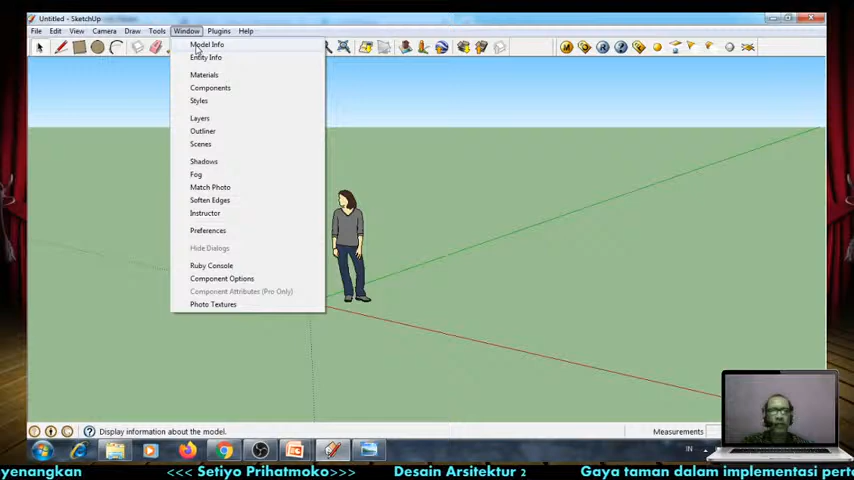 Untitled - SketchUp
File Edit View Camera Draw Tools Window Plugins Help
Model Info
Entity Info
Materials
Components
Styles
Layers
Outliner
Scenes
Shadows
Fog
Match Photo
Soften Edges
Instructor
Preferences
Hide Dialogs
Ruby Console
Component Options
Component Attributes (Pro Only)
Photo Textures
Display information about the model.
Measurements
IN
yenangkan <<< Setiyo Prihatmoko>>> Desain Arsitektur 2 Gaya taman dalam implementasi perte